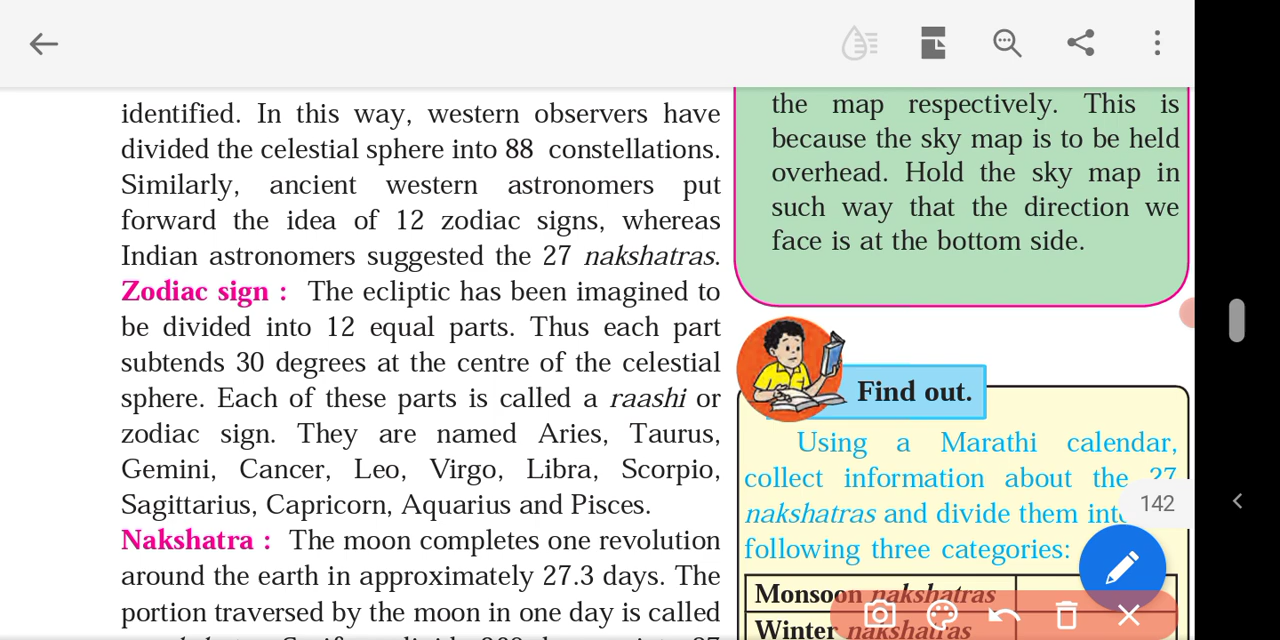 identified. In this way, western observers have
divided the celestial sphere into 88 constellations.
Similarly, ancient western astronomers put
forward the idea of 12 zodiac signs, whereas
Indian astronomers suggested the 27 nakshatras.
Zodiac sign : The ecliptic has been imagined to
be divided into 12 equal parts. Thus each part
subtends 30 degrees at the centre of the celestial
sphere. Each of these parts is called a raashi or
zodiac sign. They are named Aries, Taurus,
Gemini, Cancer, Leo, Virgo, Libra, Scorpio,
Sagittarius, Capricorn, Aquarius and Pisces.
Nakshatra : The moon completes one revolution
around the earth in approximately 27.3 days. The
portion traversed by the moon in one day is called
the map respectively. This is
because the sky map is to be held
overhead. Hold the sky map in
such way that the direction we
face is at the bottom side.
Find out.
Using a Marathi calendar,
collect information about the 27
nakshatras and divide them
following three categories:
142
Monsoon nakshatras
Winter nakshatras